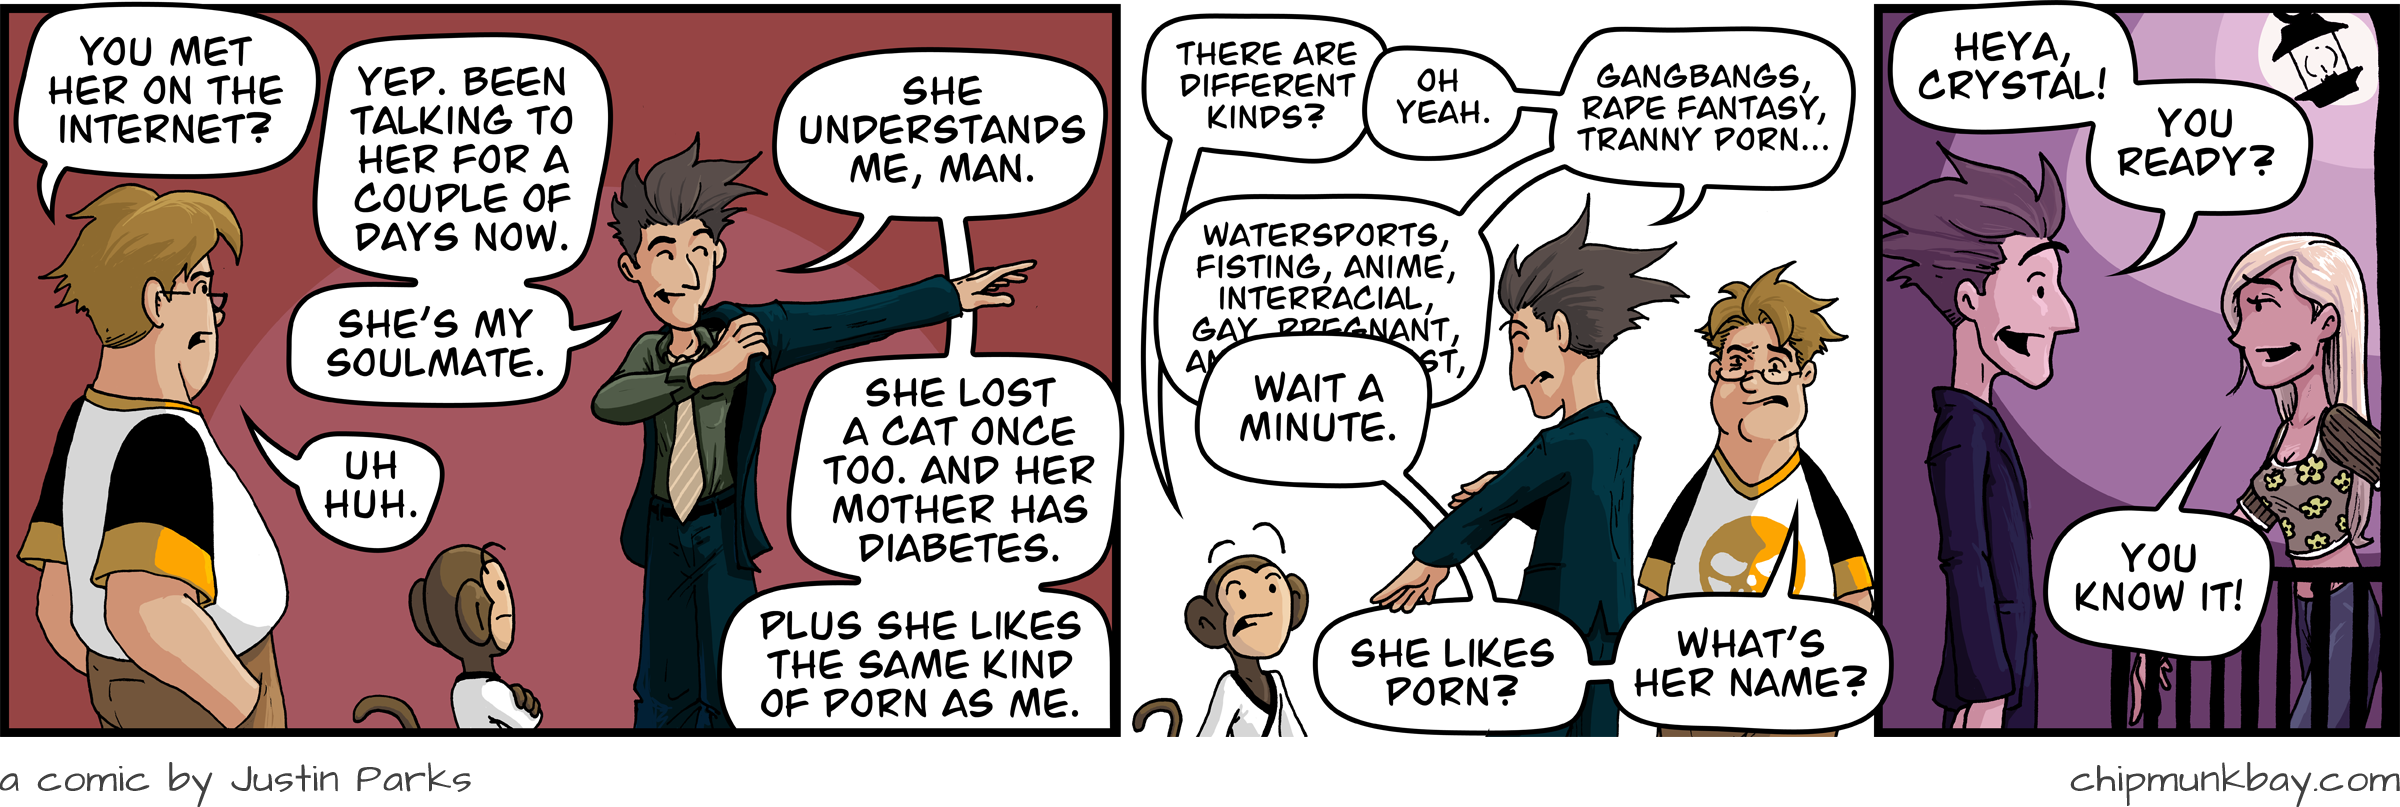 YOU MET
HER ON THE
INTERNET?
YEP. BEEN
TALKING TO
HER FOR A
COUPLE OF
DAYS NOW.
SHE'S MY
SOULMATE.
UH
HUH.
SHE
UNDERSTANDS
ME, MAN.
SHE LOST
A CAT ONCE
TOO. AND HER
MOTHER HAS
DIABETES.
PLUS SHE LIKES
THE SAME KIND
OF PORN AS ME.
THERE ARE
DIFFERENT
KINDS?
OH
YEAH.
GANGBANGS,
RAPE FANTASY,
TRANNY PORN...
WATERSPORTS,
FISTING, ANIME,
INTERRACIAL,
GAY, PREGNANT,
WAIT A
MINUTE.
SHE LIKES
PORN?
WHAT'S
HER NAME?
HEYA,
CRYSTAL!
YOU
READY?
YOU
KNOW IT!
a comic by Justin Parks
chipmunkbay.com